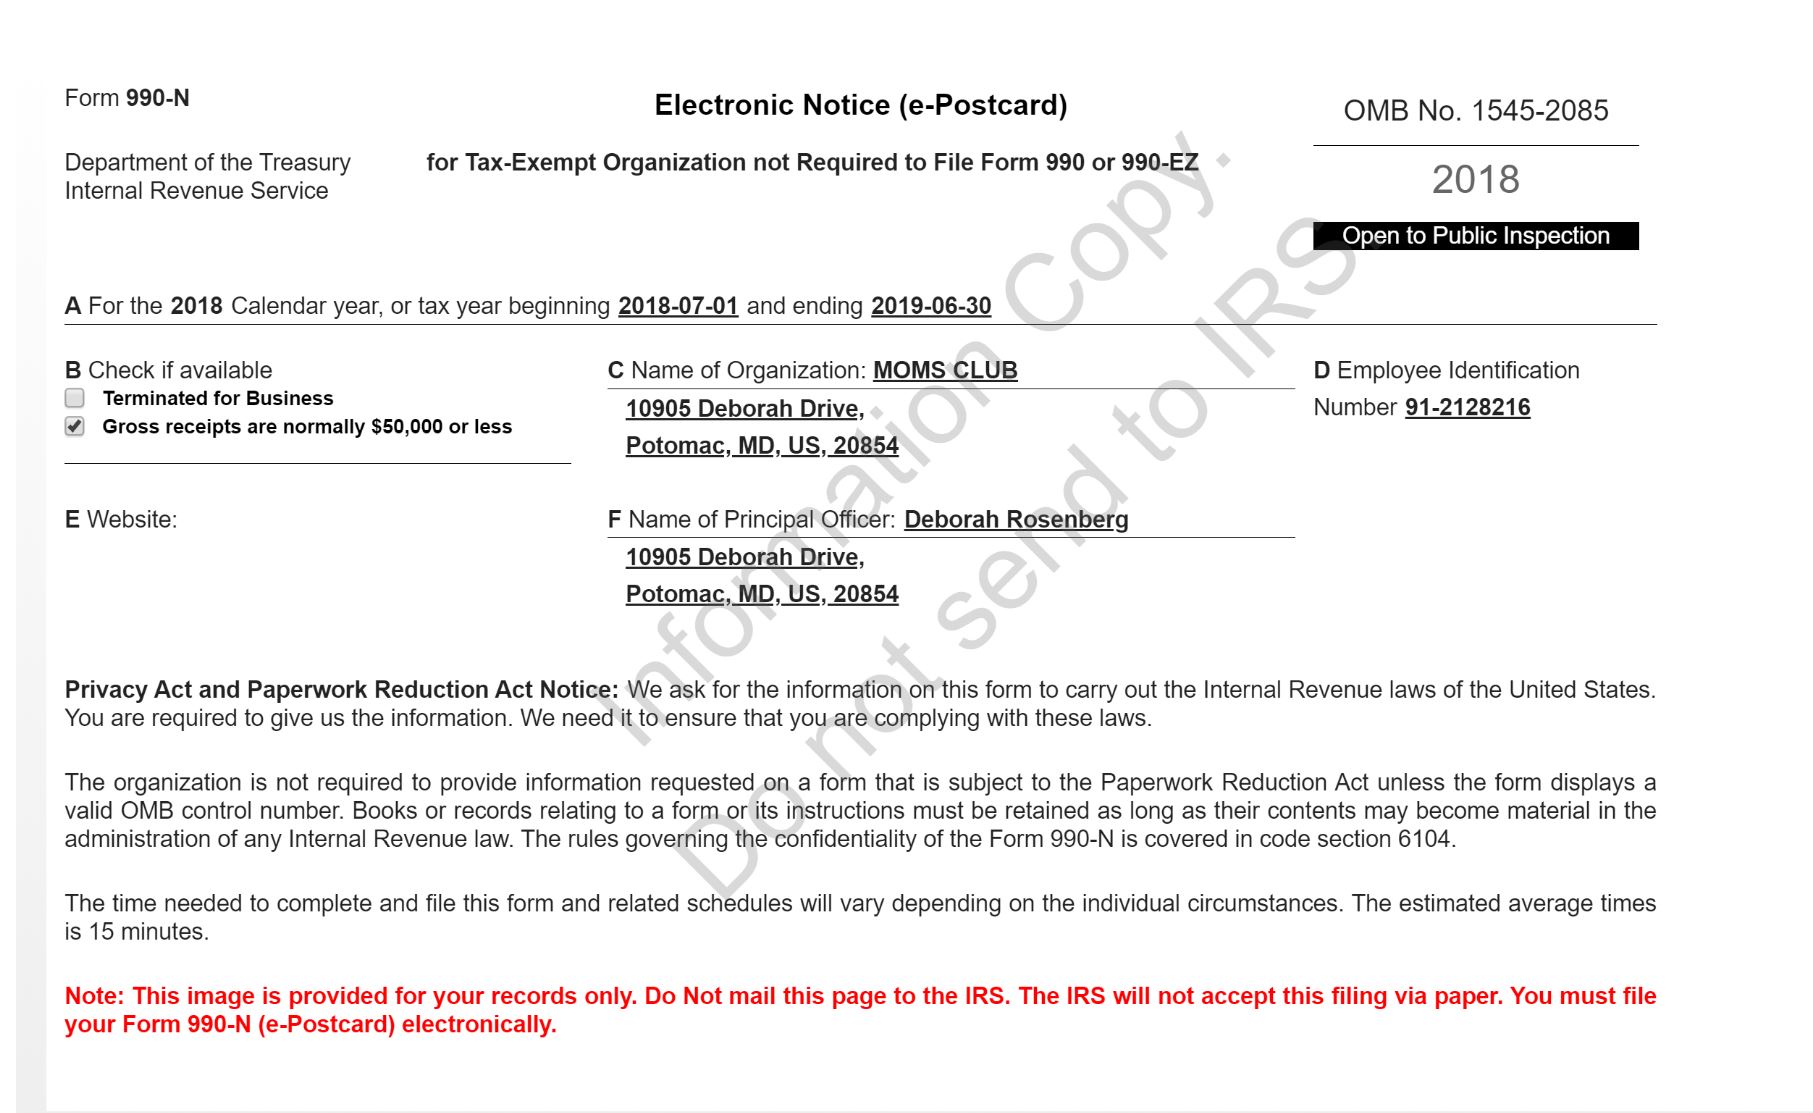 Form 990-N
Electronic Notice (e-Postcard)
OMB No. 1545-2085
Department of the Treasury
Internal Revenue Service
for Tax-Exempt Organization not Required to File Form 990 or 990-EZ
2018
Open to Public Inspection
A For the 2018 Calendar year, or tax year beginning 2018-07-01 and ending 2019-06-30
B Check if available
Terminated for Business
Gross receipts are normally $50,000 or less
C Name of Organization: MOMS CLUB
10905 Deborah Drive,
Potomac, MD, US, 20854
D Employee Identification
Number 91-2128216
E Website:
F Name of Principal Officer: Deborah Rosenberg
10905 Deborah Drive,
Potomac, MD, US, 20854
Privacy Act and Paperwork Reduction Act Notice: We ask for the information on this form to carry out the Internal Revenue laws of the United States.
You are required to give us the information. We need it to ensure that you are complying with these laws.
The organization is not required to provide information requested on a form that is subject to the Paperwork Reduction Act unless the form displays a
valid OMB control number. Books or records relating to a form or its instructions must be retained as long as their contents may become material in the
administration of any Internal Revenue law. The rules governing the confidentiality of the Form 990-N is covered in code section 6104.
The time needed to complete and file this form and related schedules will vary depending on the individual circumstances. The estimated average times
is 15 minutes.
Note: This image is provided for your records only. Do Not mail this page to the IRS. The IRS will not accept this filing via paper. You must file
your Form 990-N (e-Postcard) electronically.
Information Copy.
Do not send to IRS.